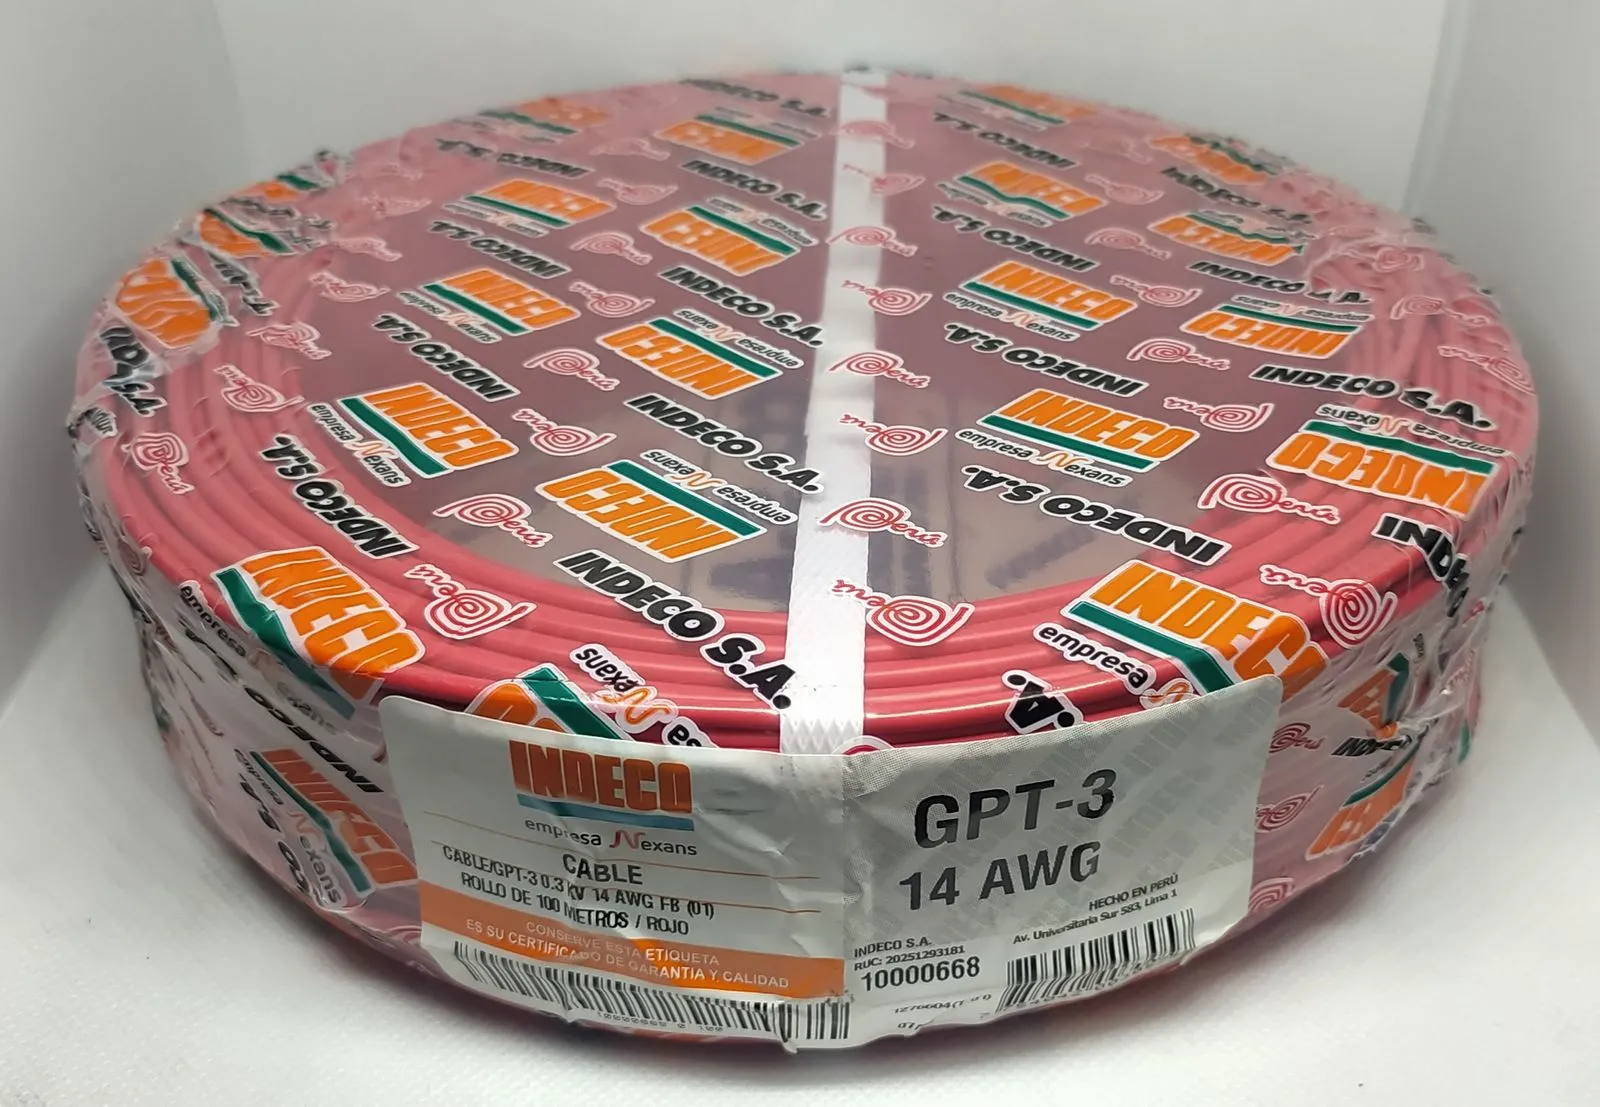 INDECO S.A.
INDECO
empresa Nexans
Perú
INDECO
empresa Nexans
CABLE
CABLE/GPT-3 0.3 KV 14 AWG FB (01)
ROLLO DE 100 METROS / ROJO
CONSERVE ESTA ETIQUETA
ES SU CERTIFICADO DE GARANTIA Y CALIDAD
GPT-3
14 AWG
HECHO EN PERÚ
Av. Universitaria Sur 583, Lima 1
INDECO S.A.
RUC: 20251293181
10000668